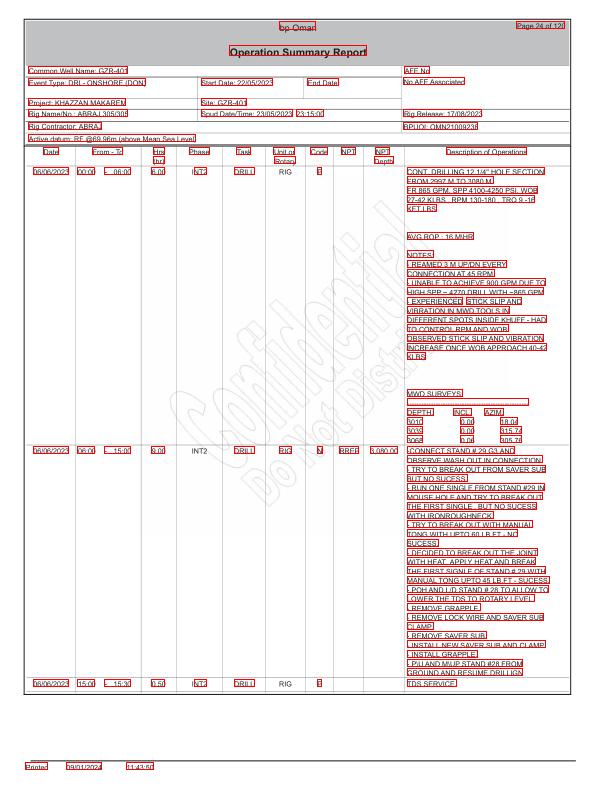 bp Oman
Page 24 of 120
Operation Summary Report
Common Well Name: GZR-401
AFE No
Event Type: DRL- ONSHORE (DON)
Start Date: 22/05/2023
End Date
No AFE Associated
Project: KHAZZAN MAKAREM
Site: GZR-401
Rig Name/No.: ABRAJ 305/305
Spud Date/Time: 23/05/2023 23:15:00
Rig Release: 17/08/2023
Rig Contractor: ABRAJ
BPUOI: OMN21009236
Active datum: RF @69.96m (above Mean Sea Level)
Date From - To Hrs (hr) Phase Task Unit or Rotary Code NPT NPT Depth Description of Operations
06/06/2023 00:00 - 06:00 6.00 INT2 DRILL RIG P CONT. DRILLING 12 1/4" HOLE SECTION
FROM 2997 M TO 3080 M
FR 865 GPM, SPP 4100-4250 PSI, WOB
27-42 KLBS , RPM 130-180 , TRQ 9 -16
KFT.LBS
AVG ROP : 16 M\HR
NOTES:
- REAMED 3 M UP/DN EVERY
CONNECTION AT 45 RPM
- UNABLE TO ACHIEVE 900 GPM DUE TO
HIGH SPP ~ 4270 DRILL WITH ~865 GPM
- EXPERIENCED STICK SLIP AND
VIBRATION IN MWD TOOLS IN
DIFFERENT SPOTS INSIDE KHUFF - HAD
TO CONTROL RPM AND WOB
OBSERVED STICK SLIP AND VIBRATION
INCREASE ONCE WOB APPROACH 40-42
KLBS
MWD SURVEYS:
DEPTH INCL AZIM
3010 0.06 18.04
3039 0.06 315.74
3068 0.06 305.76
06/06/2023 06:00 - 15:00 9.00 INT2 DRILL RIG N RREP 3,080.00 -CONNECT STAND # 29 G3 AND
OBSERVE WASH OUT IN CONNECTION
- TRY TO BREAK OUT FROM SAVER SUB
BUT NO SUCESS
- RUN ONE SINGLE FROM STAND #29 IN
MOUSE HOLE AND TRY TO BREAK OUT
THE FIRST SINGLE , BUT NO SUCESS
WITH IRONROUGHNECK
- TRY TO BREAK OUT WITH MANUAL
TONG WITH UPTO 60 LB.FT - NO
SUCESS
- DECIDED TO BREAK OUT THE JOINT
WITH HEAT. APPLY HEAT AND BREAK
THE FIRST SIGNLE OF STAND # 29 WITH
MANUAL TONG UPTO 45 LB.FT - SUCESS
- POH AND L/D STAND # 28 TO ALLOW TO
LOWER THE TDS TO ROTARY LEVEL
- REMOVE GRAPPLE
- REMOVE LOCK WIRE AND SAVER SUB
CLAMP
- REMOVE SAVER SUB
- INSTALL NEW SAVER SUB AND CLAMP
- INSTALL GRAPPLE
- P\U AND M\UP STAND #28 FROM
GROUND AND RESUME DRILLIGN
06/06/2023 15:00 - 15:30 0.50 INT2 DRILL RIG P TDS SERVICE
Confidential
Do Not Distri
Printed 09/01/2024 11:43:50